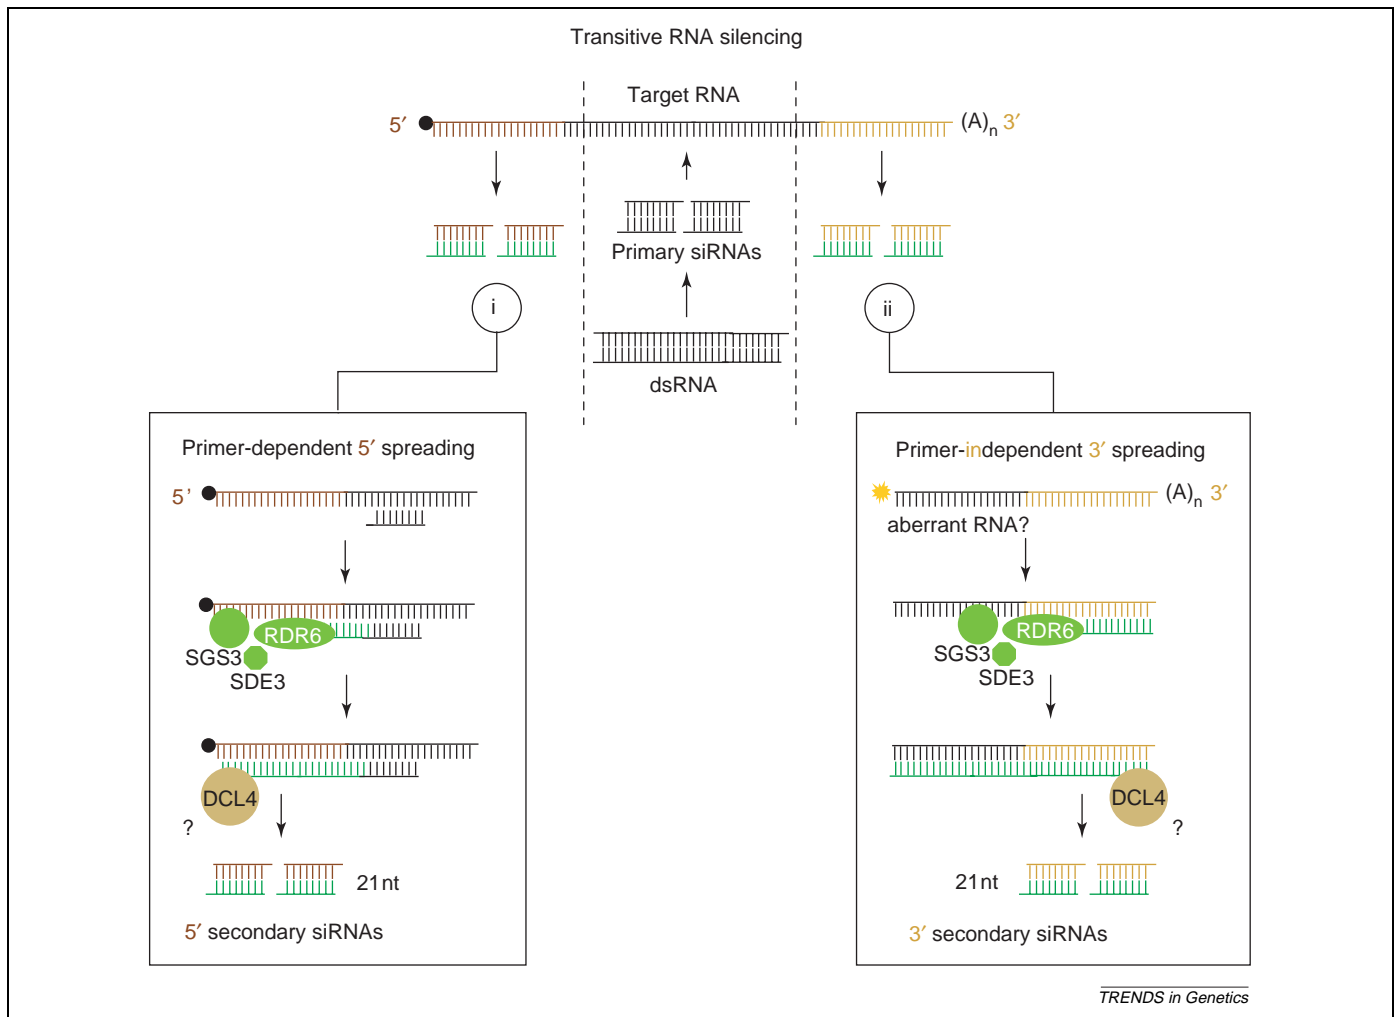 Transitive RNA silencing
Target RNA
5′
(A)n 3′
Primary siRNAs
i
ii
dsRNA
Primer-dependent 5′ spreading
5’
RDR6
SGS3
SDE3
DCL4
?
21nt
5′ secondary siRNAs
Primer-independent 3′ spreading
(A)n 3′
aberrant RNA?
RDR6
SGS3
SDE3
DCL4
?
21nt
3′ secondary siRNAs
TRENDS in Genetics